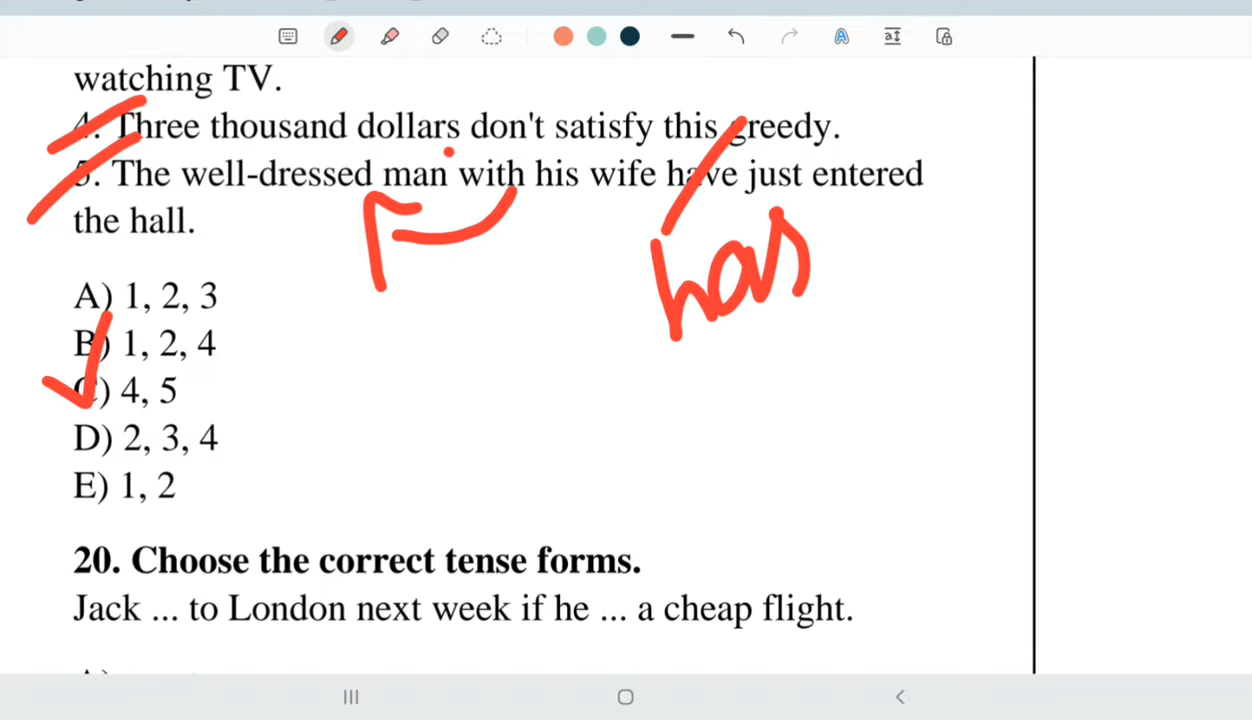 watching TV.
4. Three thousand dollars don't satisfy this greedy.
5. The well-dressed man with his wife have just entered
has
the hall.
A) 1, 2, 3
B) 1, 2, 4
C) 4, 5
D) 2, 3, 4
E) 1, 2
20. Choose the correct tense forms.
Jack ... to London next week if he ... a cheap flight.